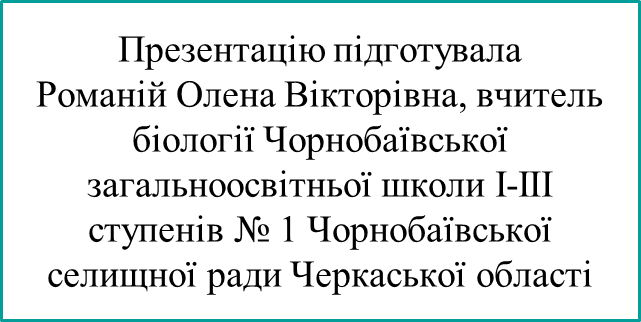 Презентацію підготувала
Романій Олена Вікторівна, вчитель
біології Чорнобаївської
загальноосвітньої школи І-ІІІ
ступенів № 1 Чорнобаївської
селищної ради Черкаської області